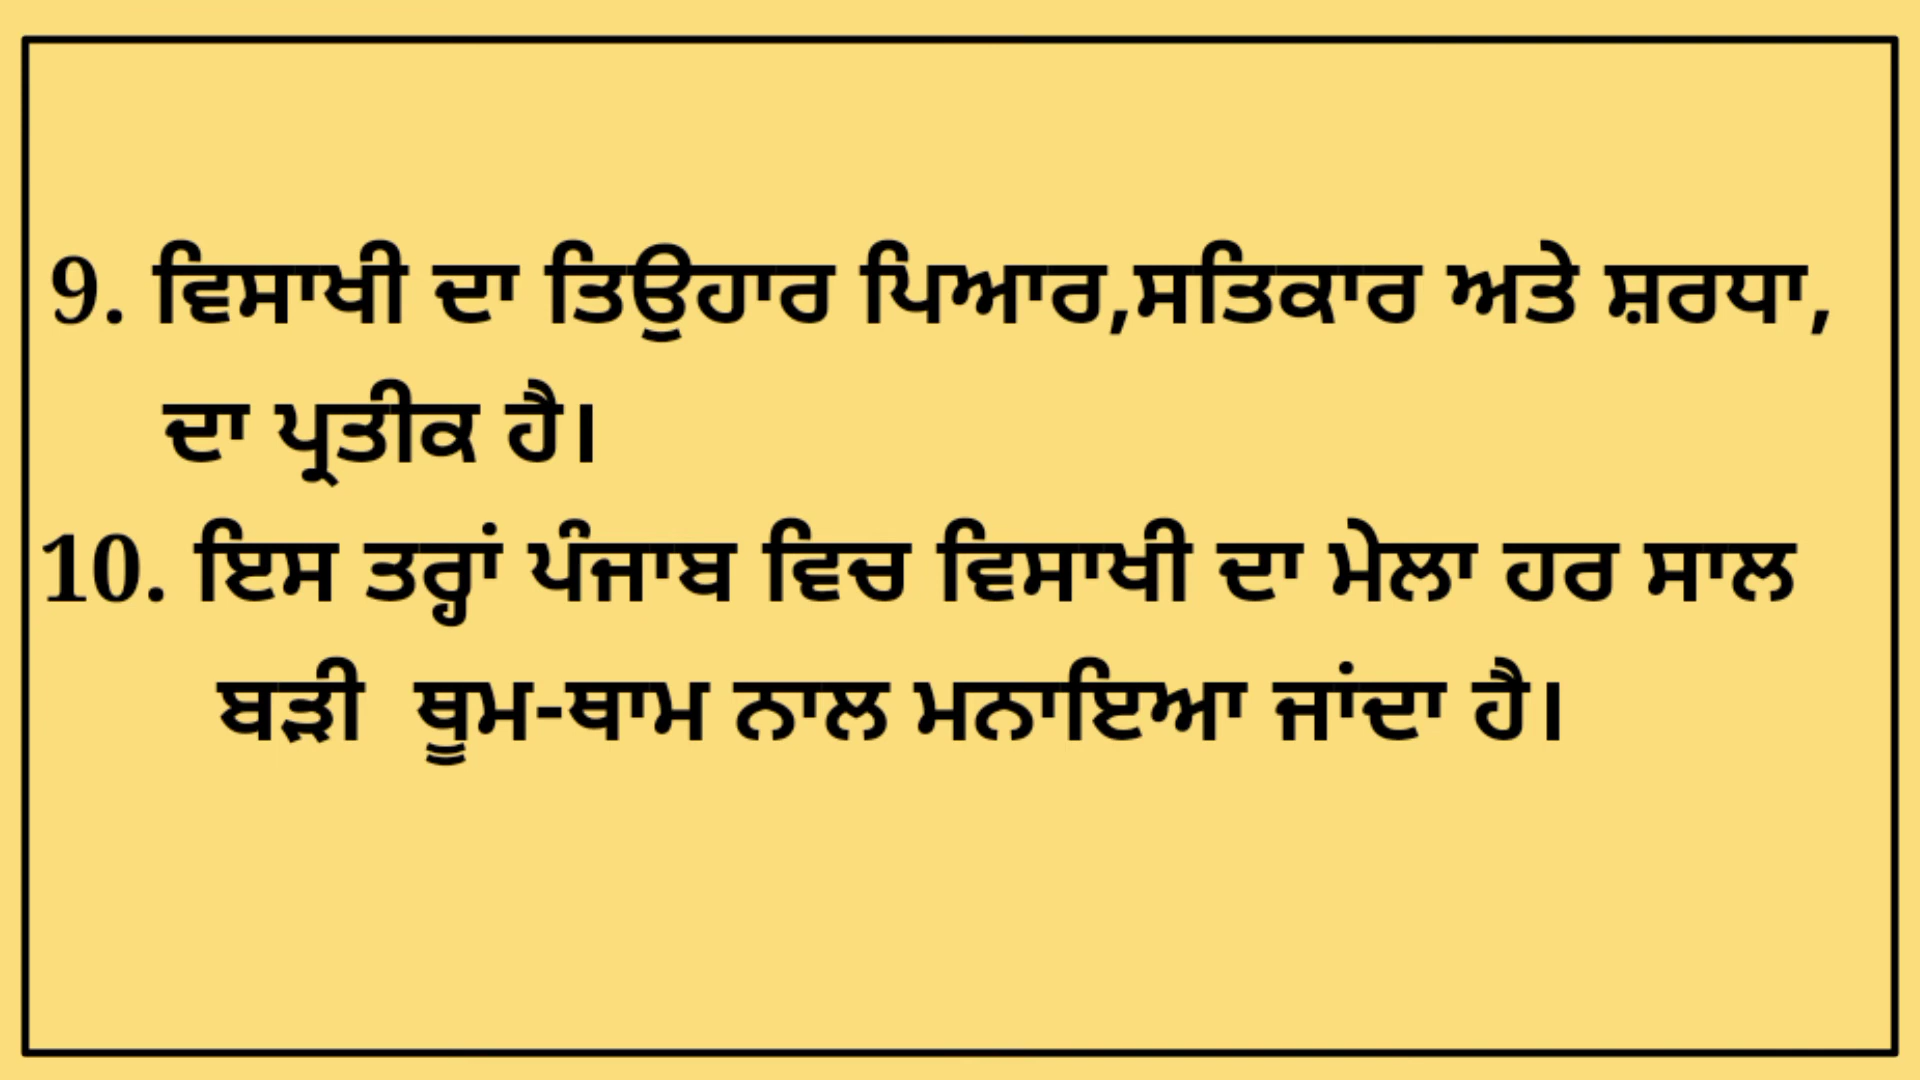 9. ਵਿਸਾਖੀ ਦਾ ਤਿਉਹਾਰ ਪਿਆਰ,ਸਤਿਕਾਰ ਅਤੇ ਸ਼ਰਧਾ,
ਦਾ ਪ੍ਰਤੀਕ ਹੈ।
10. ਇਸ ਤਰ੍ਹਾਂ ਪੰਜਾਬ ਵਿਚ ਵਿਸਾਖੀ ਦਾ ਮੇਲਾ ਹਰ ਸਾਲ
ਬੜੀ  ਥੂਮ-ਥਾਮ ਨਾਲ ਮਨਾਇਆ ਜਾਂਦਾ ਹੈ।